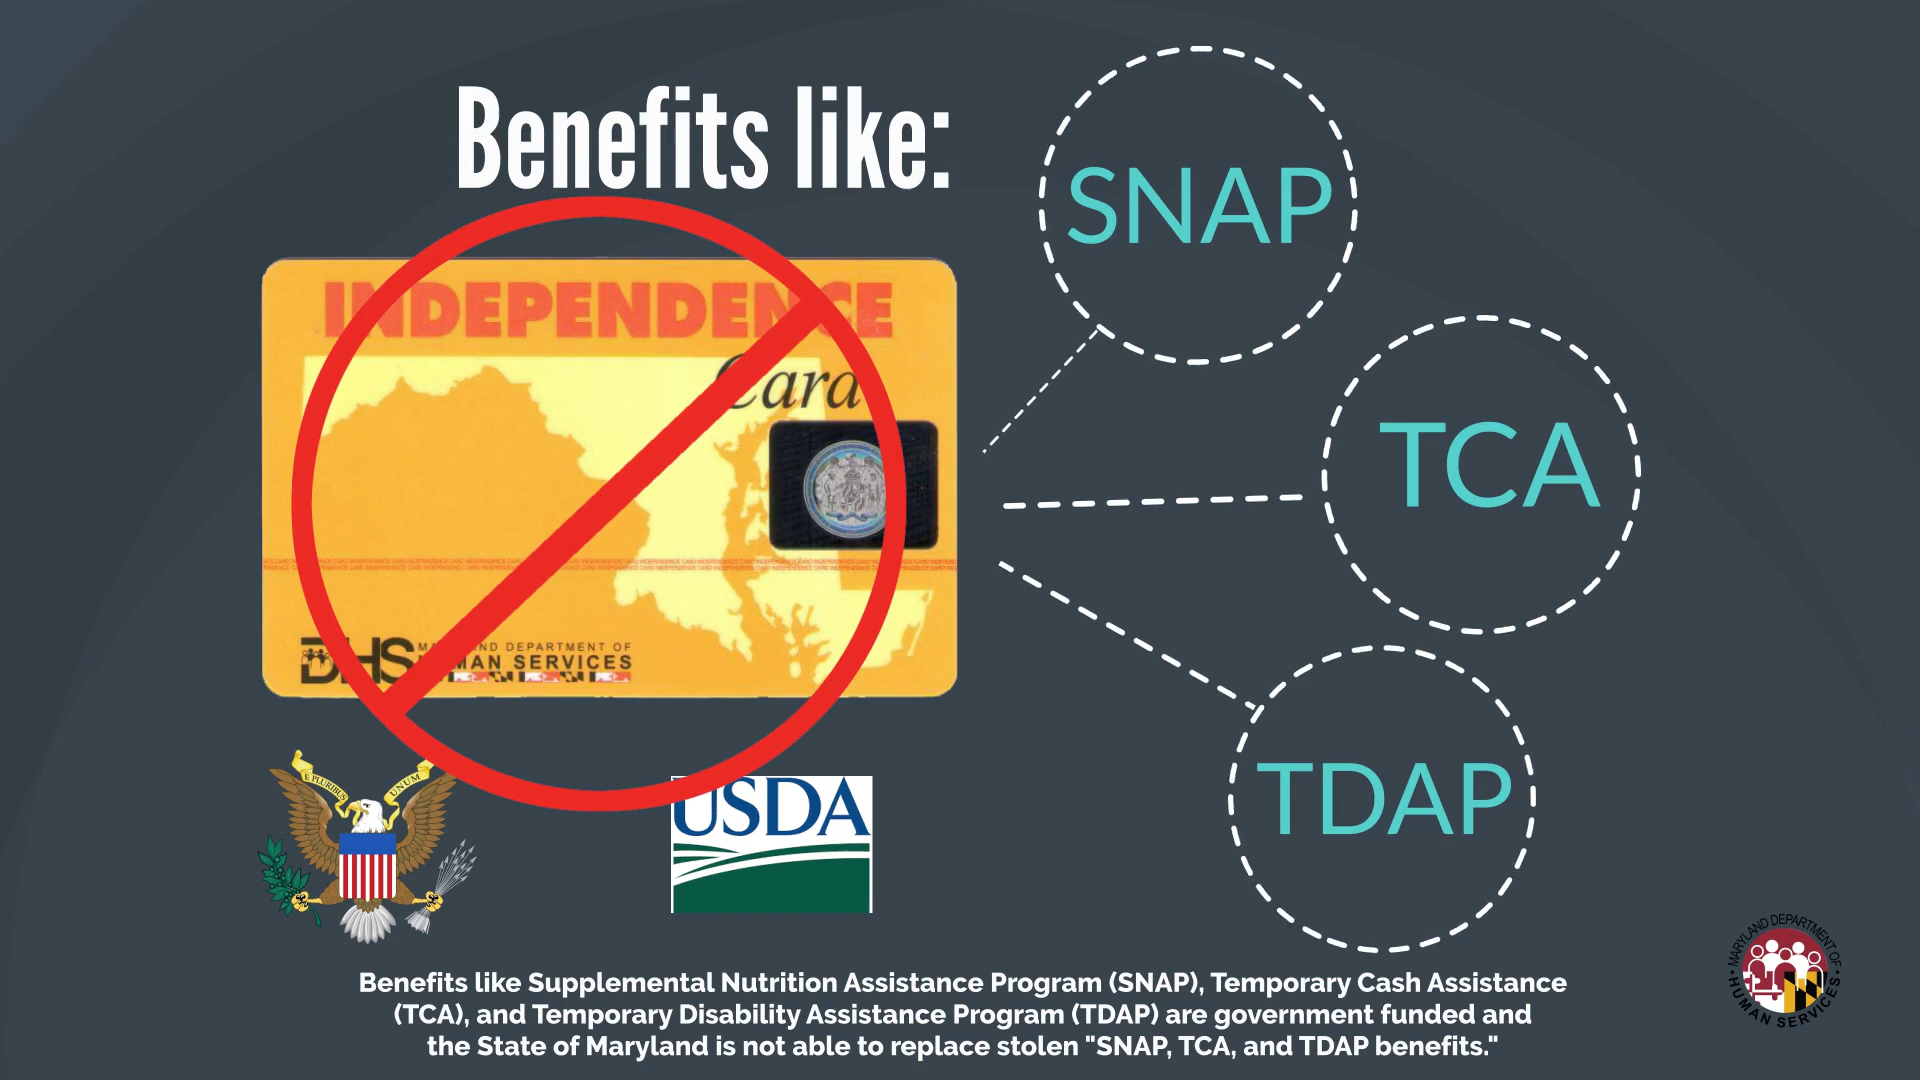 Benefits like:
SNAP
INDEPENDENCE
Card
TCA
DHS
MARYLAND DEPARTMENT OF
HUMAN SERVICES
TDAP
E PLURIBUS UNUM
USDA
Benefits like Supplemental Nutrition Assistance Program (SNAP), Temporary Cash Assistance
(TCA), and Temporary Disability Assistance Program (TDAP) are government funded and
the State of Maryland is not able to replace stolen "SNAP, TCA, and TDAP benefits."
MARYLAND DEPARTMENT OF
HUMAN SERVICES